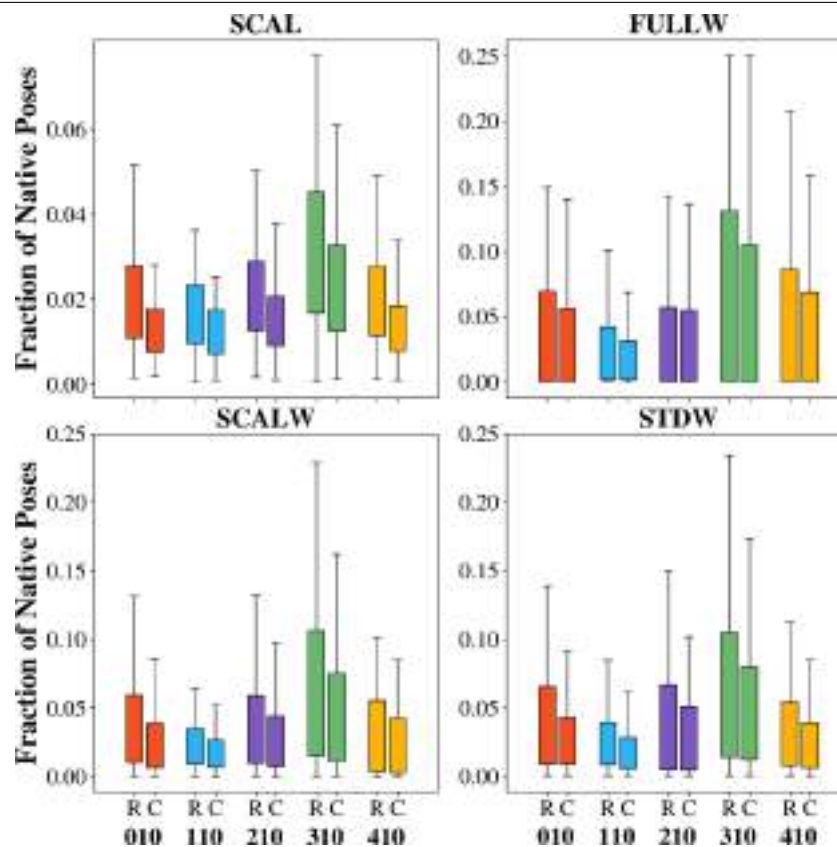 SCAL
FULLW
Fraction of Native Poses
0.06
0.04
0.02
0.00
0.25
0.20
0.15
0.10
0.05
0.00
SCALW
STDW
Fraction of Native Poses
0.25
0.20
0.15
0.10
0.05
0.00
0.25
0.20
0.15
0.10
0.05
0.00
R C R C R C R C R C
010 110 210 310 410
R C R C R C R C R C
010 110 210 310 410